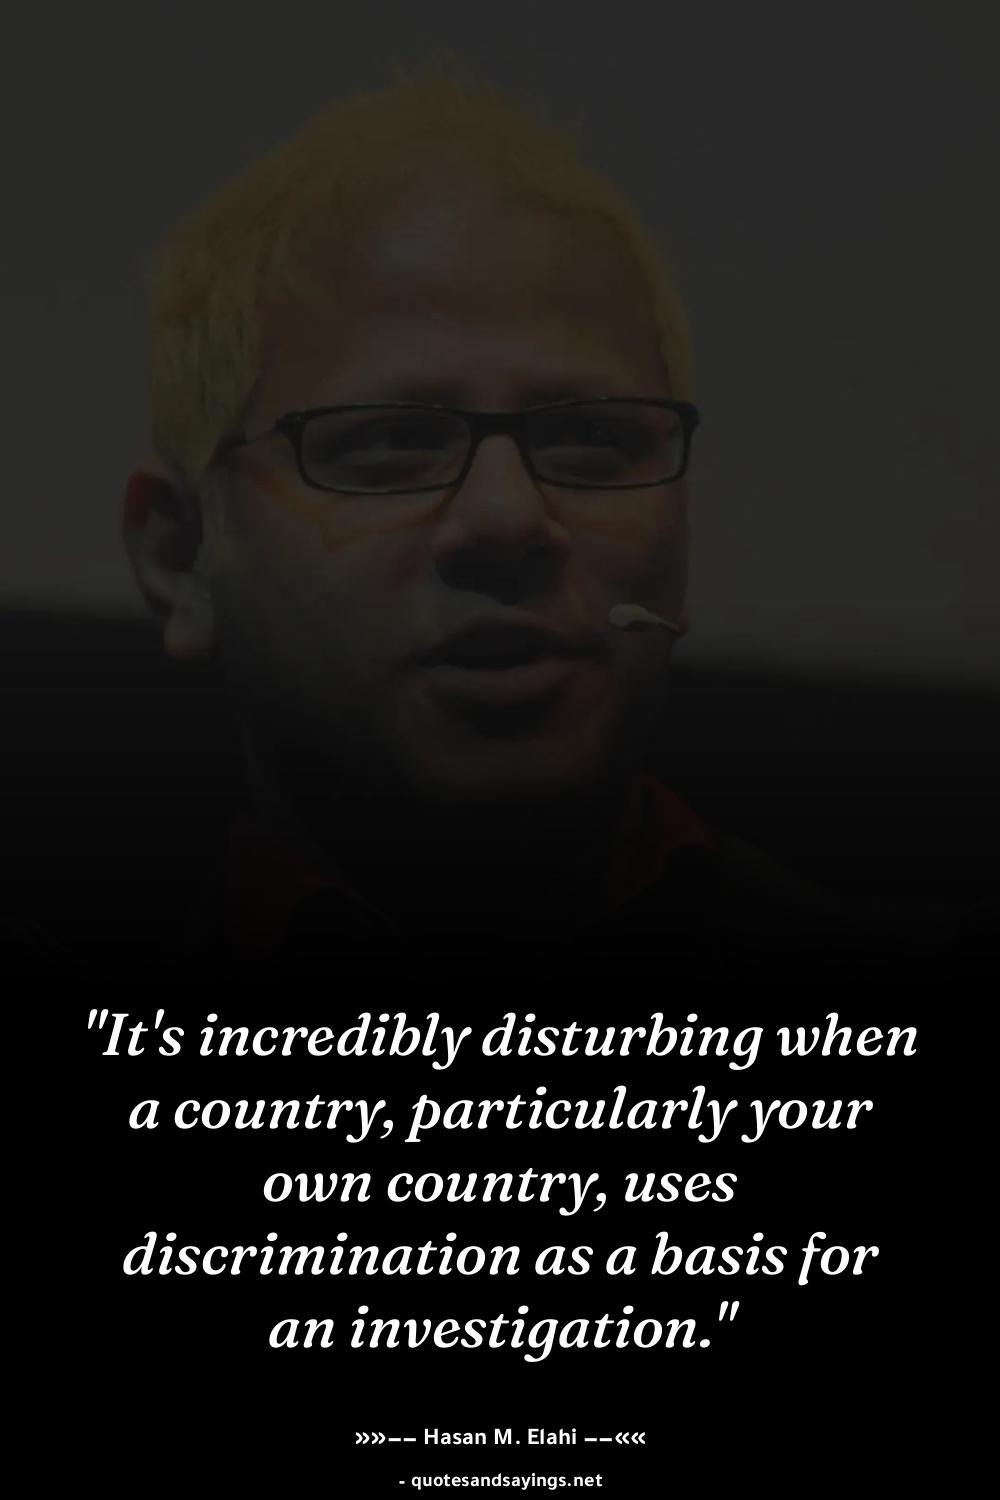 "It's incredibly disturbing when
a country, particularly your
own country, uses
discrimination as a basis for
an investigation."
»»–– Hasan M. Elahi ––««
- quotesandsayings.net